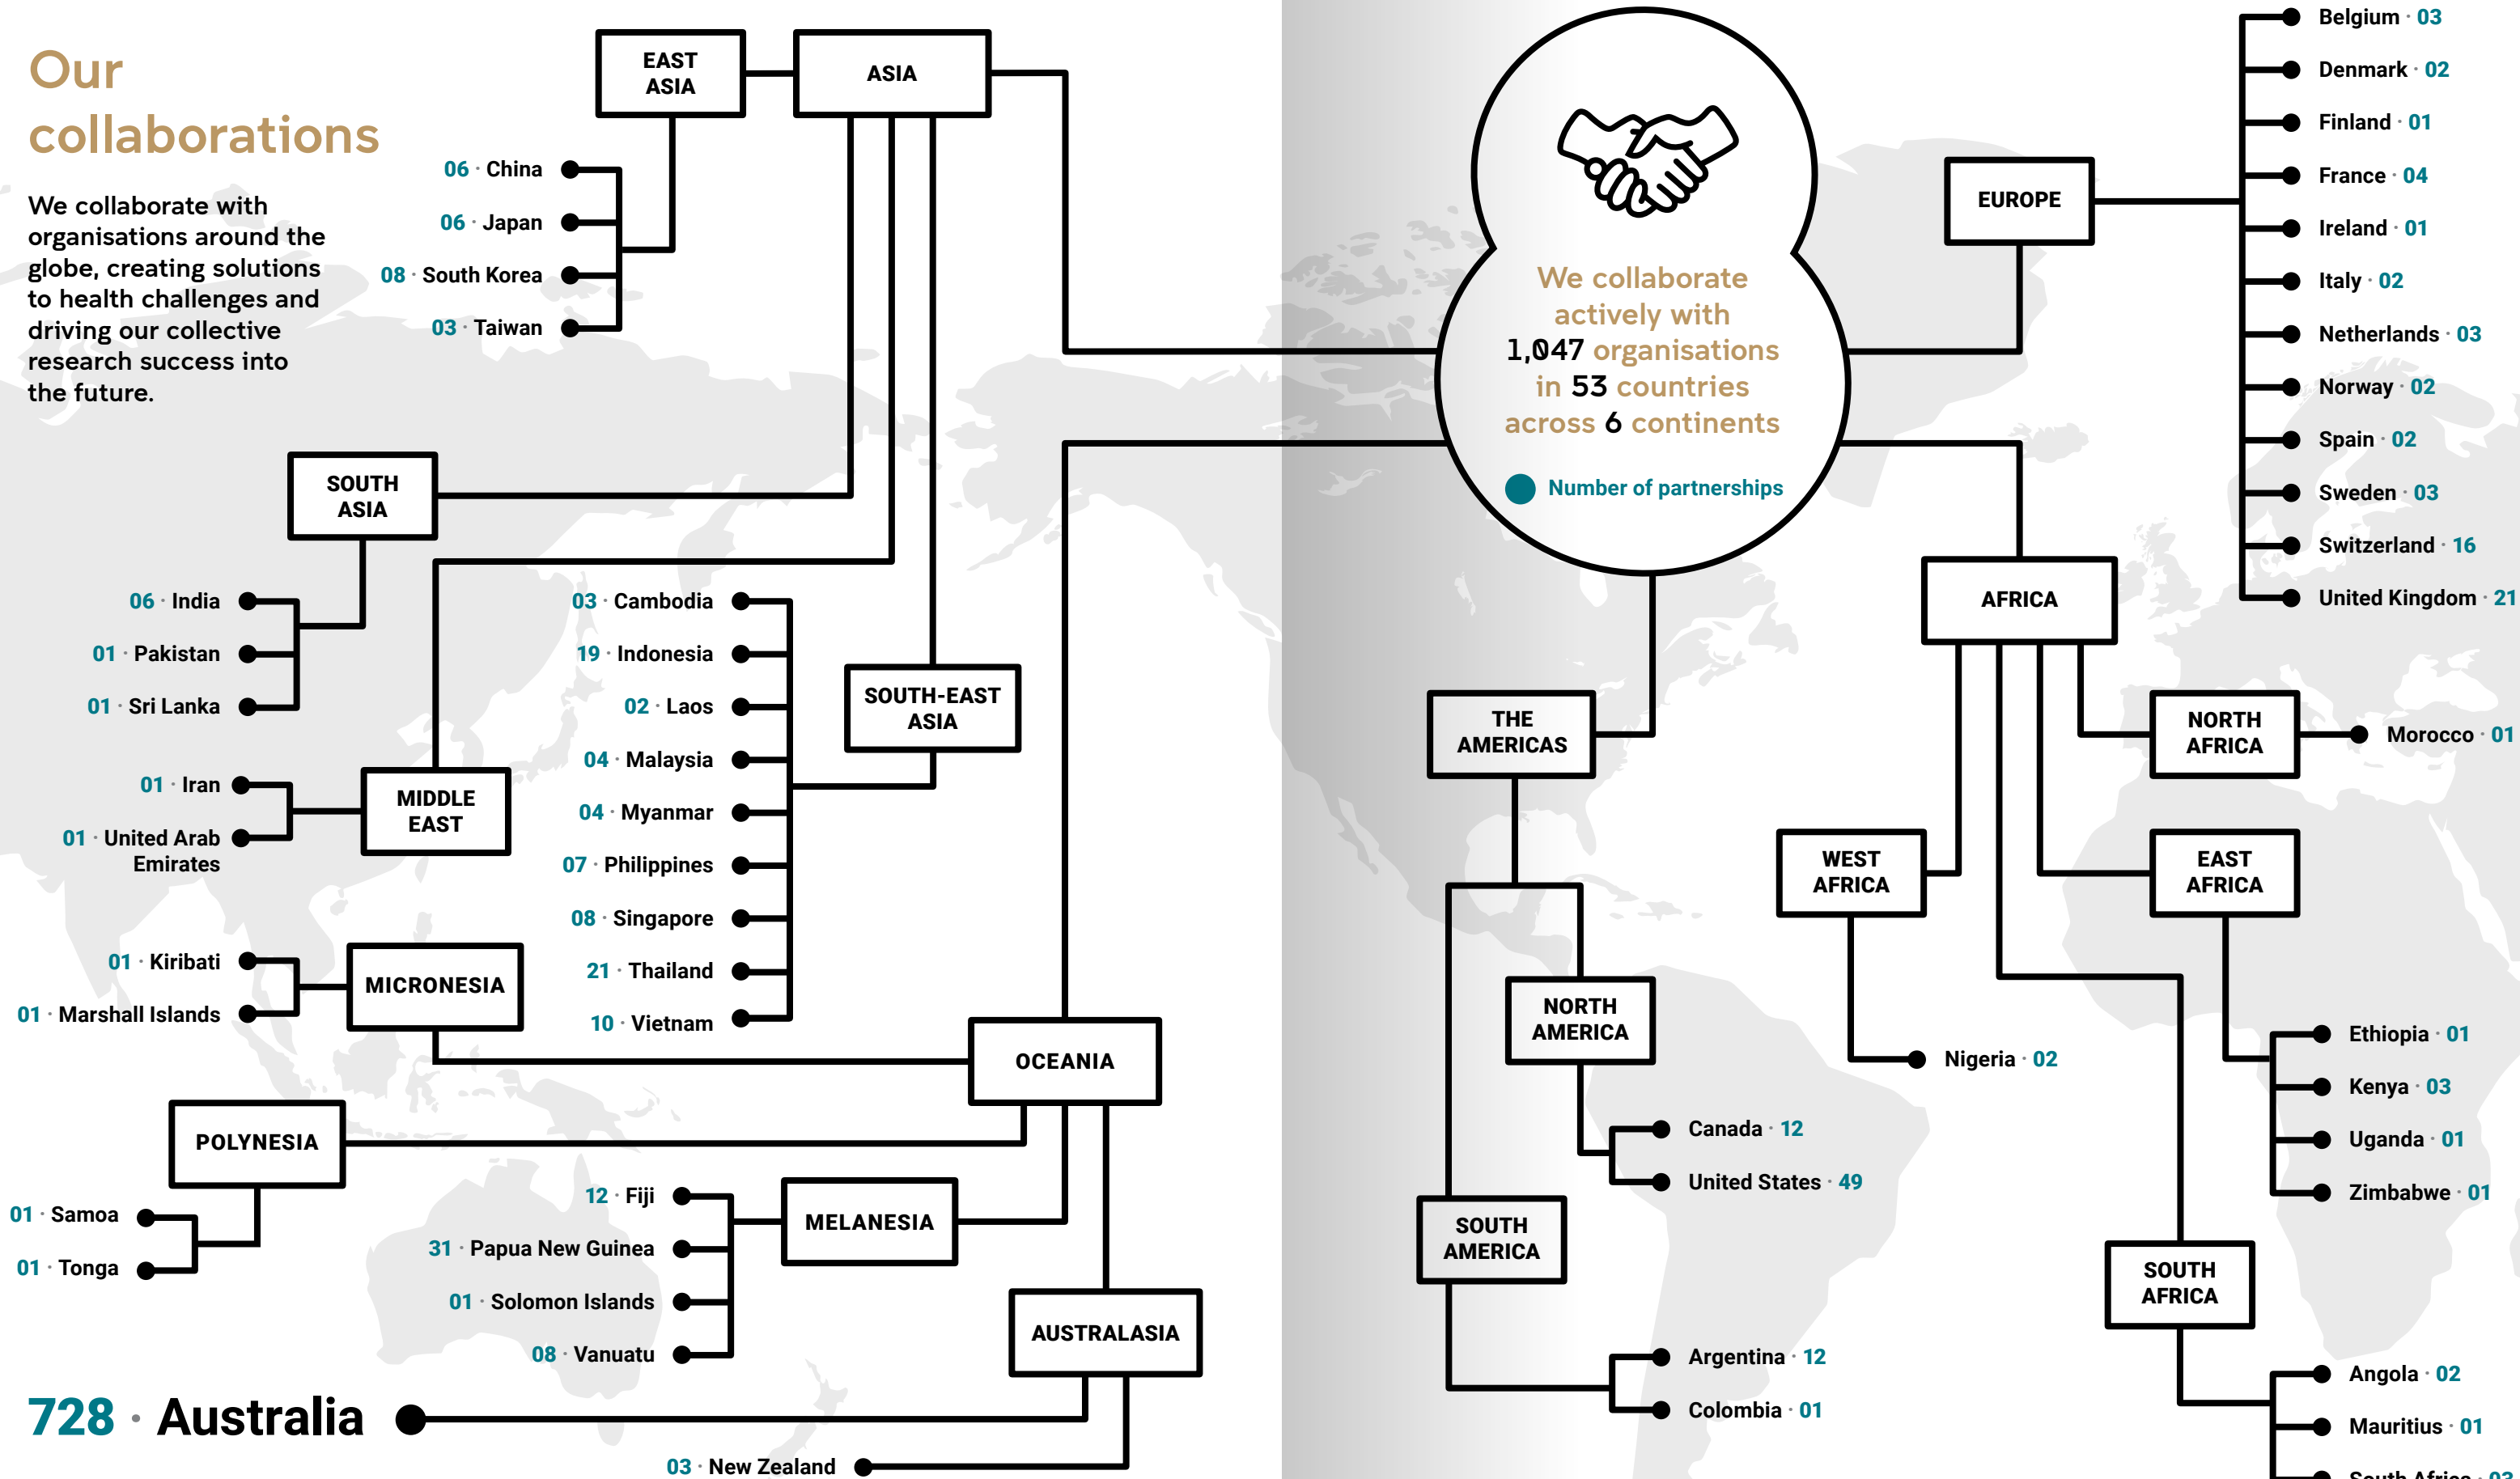 Our
collaborations
We collaborate with
organisations around the
globe, creating solutions
to health challenges and
driving our collective
research success into
the future.
EAST
ASIA
ASIA
06 · China
06 · Japan
08 · South Korea
03 · Taiwan
SOUTH
ASIA
06 · India
01 · Pakistan
01 · Sri Lanka
MIDDLE
EAST
01 · Iran
01 · United Arab
Emirates
SOUTH-EAST
ASIA
03 · Cambodia
19 · Indonesia
02 · Laos
04 · Malaysia
04 · Myanmar
07 · Philippines
08 · Singapore
21 · Thailand
10 · Vietnam
OCEANIA
MICRONESIA
01 · Kiribati
01 · Marshall Islands
POLYNESIA
01 · Samoa
01 · Tonga
MELANESIA
12 · Fiji
31 · Papua New Guinea
01 · Solomon Islands
08 · Vanuatu
AUSTRALASIA
728 · Australia
03 · New Zealand
We collaborate
actively with
1,047 organisations
in 53 countries
across 6 continents
Number of partnerships
EUROPE
Belgium · 03
Denmark · 02
Finland · 01
France · 04
Ireland · 01
Italy · 02
Netherlands · 03
Norway · 02
Spain · 02
Sweden · 03
Switzerland · 16
United Kingdom · 21
AFRICA
NORTH
AFRICA
Morocco · 01
WEST
AFRICA
Nigeria · 02
EAST
AFRICA
Ethiopia · 01
Kenya · 03
Uganda · 01
Zimbabwe · 01
SOUTH
AFRICA
Angola · 02
Mauritius · 01
South Africa · 03
THE
AMERICAS
NORTH
AMERICA
Canada · 12
United States · 49
SOUTH
AMERICA
Argentina · 12
Colombia · 01